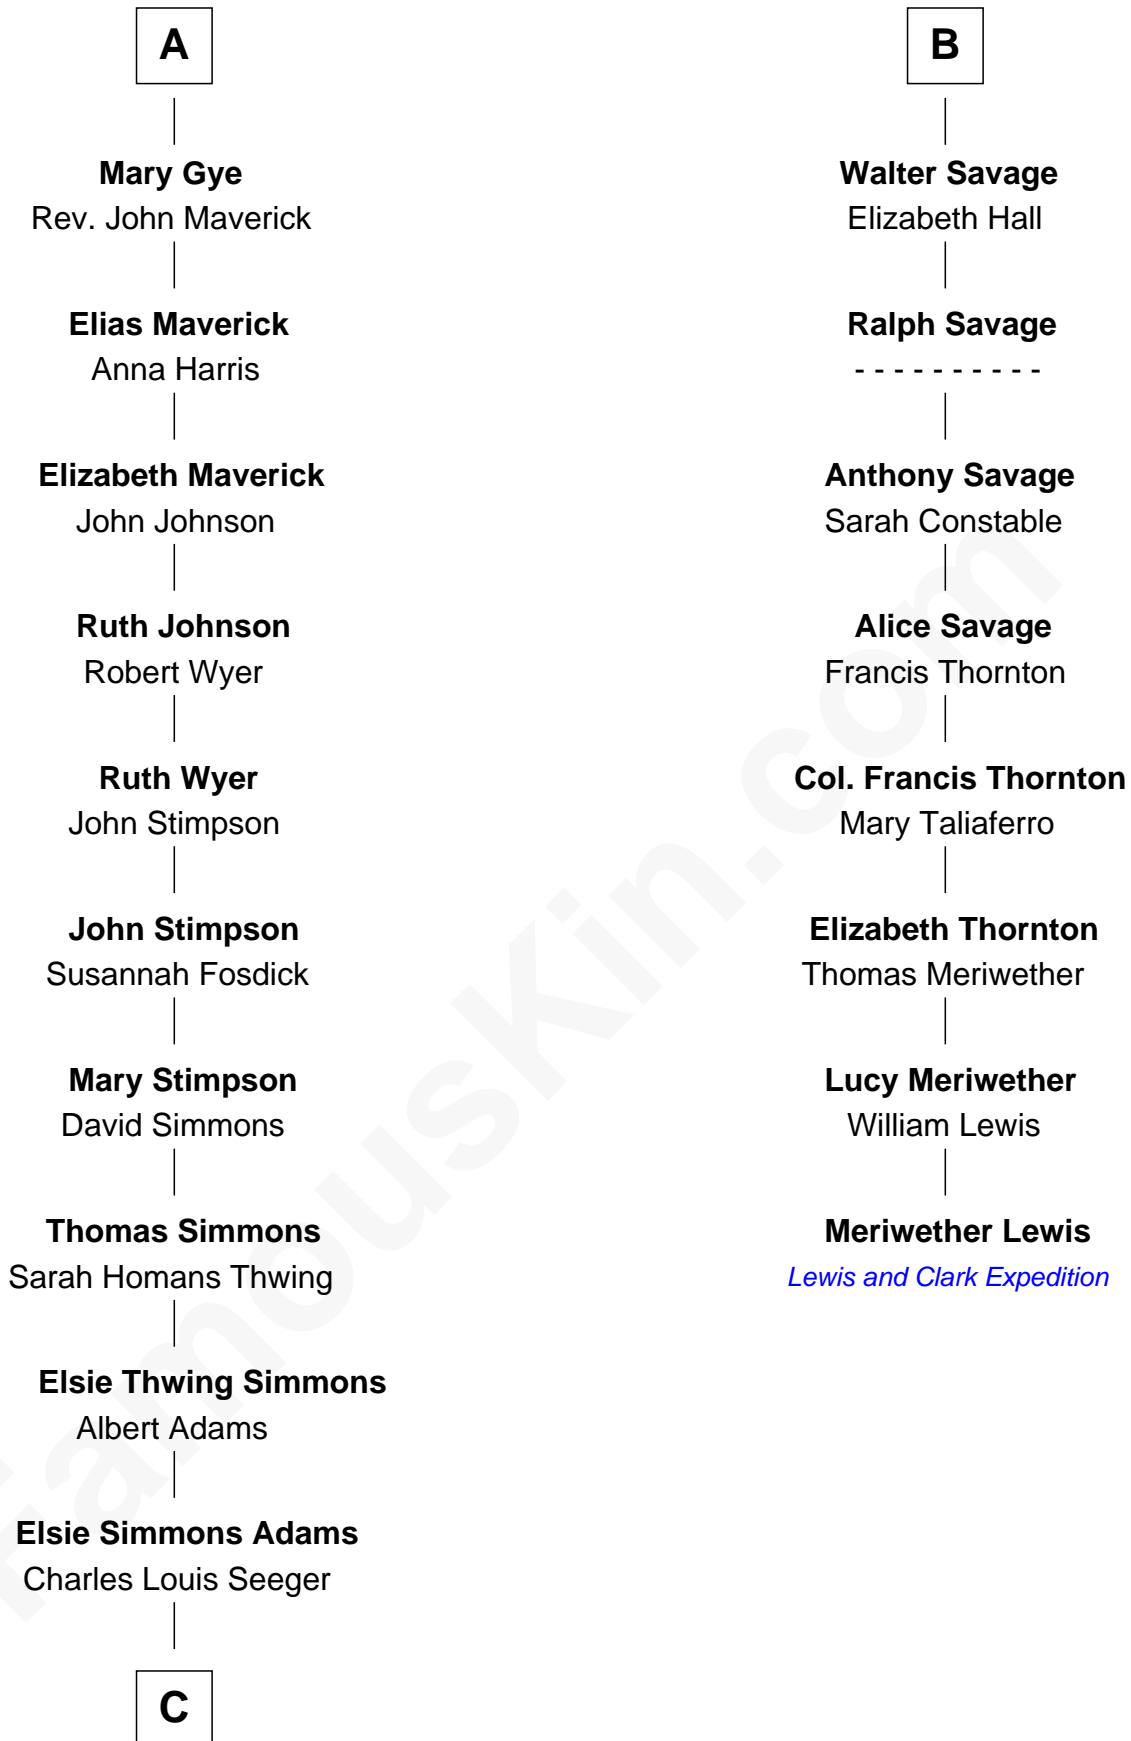 A
Mary Gye
Rev. John Maverick
Elias Maverick
Anna Harris
Elizabeth Maverick
John Johnson
Ruth Johnson
Robert Wyer
Ruth Wyer
John Stimpson
John Stimpson
Susannah Fosdick
Mary Stimpson
David Simmons
Thomas Simmons
Sarah Homans Thwing
Elsie Thwing Simmons
Albert Adams
Elsie Simmons Adams
Charles Louis Seeger
C
B
Walter Savage
Elizabeth Hall
Ralph Savage
- - - - - - - - - -
Anthony Savage
Sarah Constable
Alice Savage
Francis Thornton
Col. Francis Thornton
Mary Taliaferro
Elizabeth Thornton
Thomas Meriwether
Lucy Meriwether
William Lewis
Meriwether Lewis
Lewis and Clark Expedition
FamousKin.com